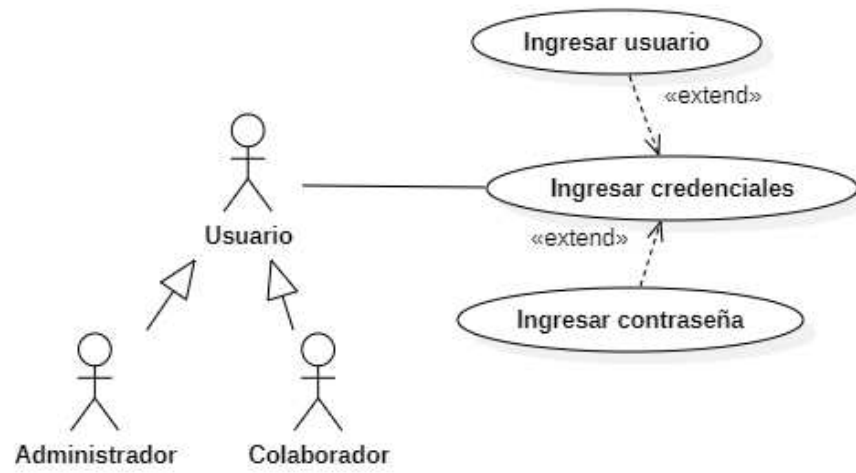 Ingresar usuario
«extend»
Ingresar credenciales
Usuario
«extend»
Ingresar contraseña
Administrador
Colaborador